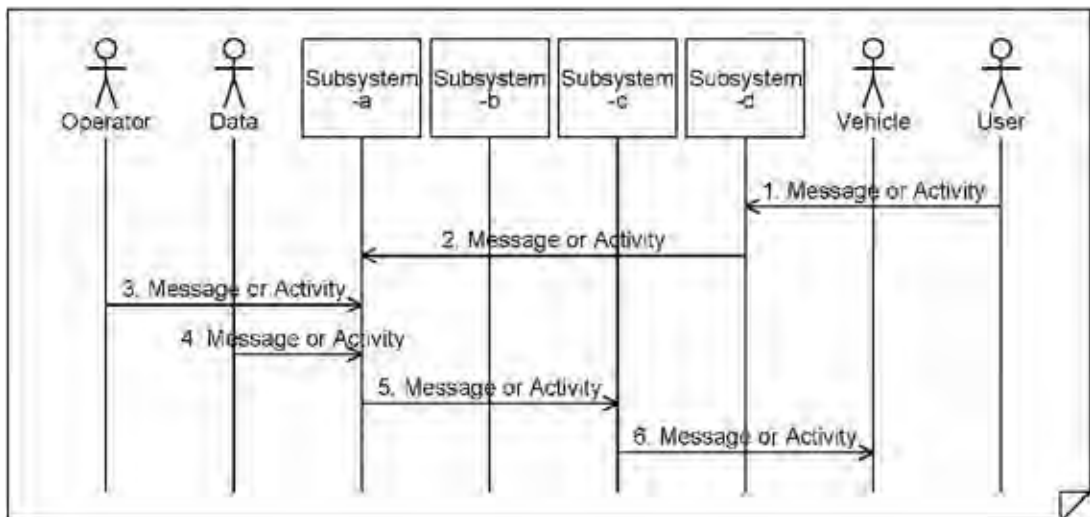 Subsystem
-a
Subsystem
-b
Subsystem
-c
Subsystem
-d
Operator
Data
Vehicle
User
1. Message or Activity
2. Message or Activity
3. Message or Activity
4. Message or Activity
5. Message or Activity
6. Message or Activity